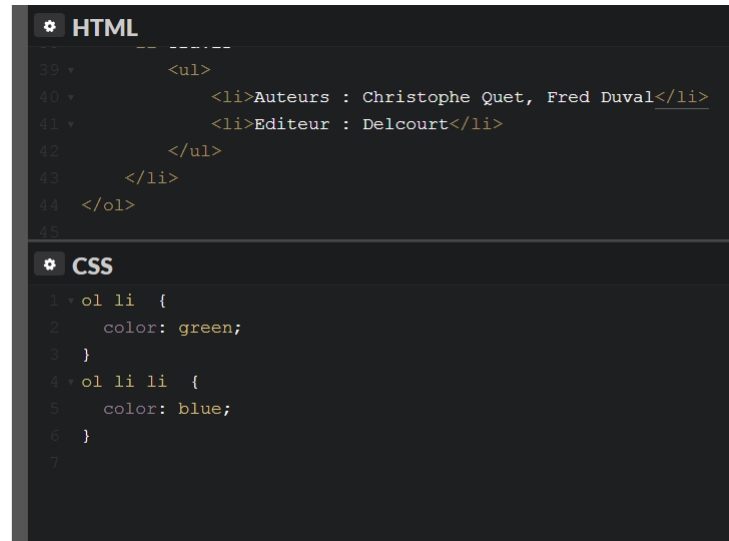 HTML
39 <ul>
40 <li>Auteurs : Christophe Quet, Fred Duval</li>
41 <li>Editeur : Delcourt</li>
42 </ul>
43 </li>
44 </ol>
45
CSS
1 ol li  {
2 color: green;
3 }
4 ol li li  {
5 color: blue;
6 }
7